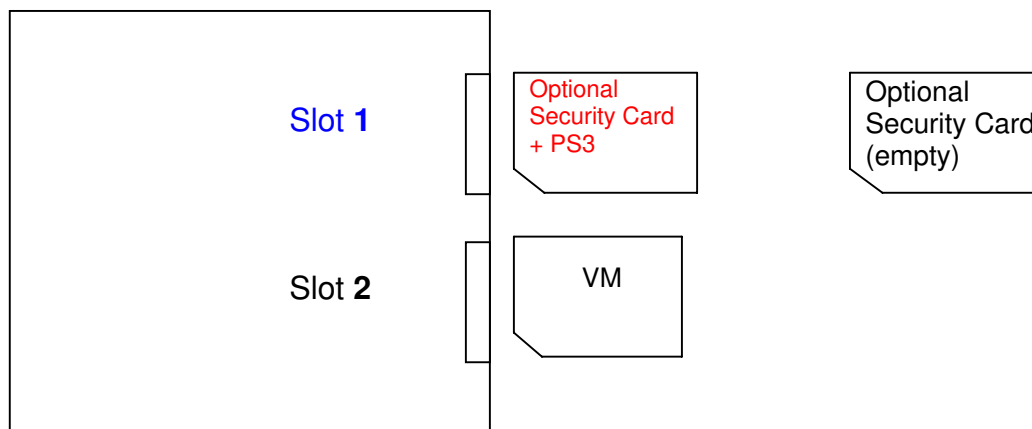 Slot 1
Optional
Security Card
+ PS3
Optional
Security Card
(empty)
Slot 2
VM